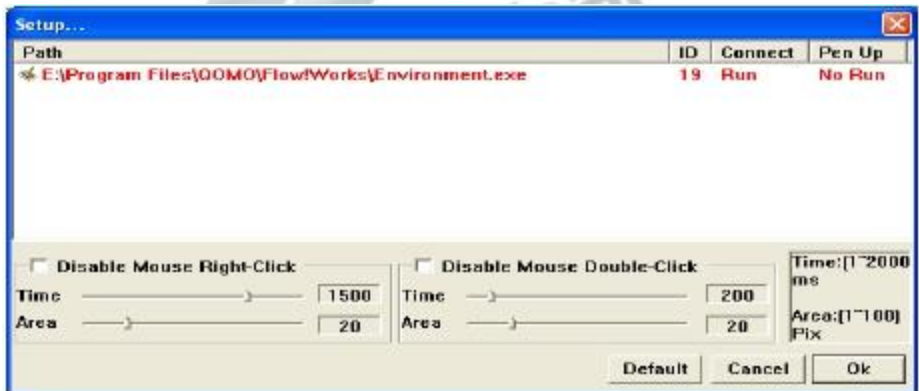 Setup...
Path ID Connect Pen Up
E:\Program Files\QOMO\Flow!Works\Environment.exe 19 Run No Run
Disable Mouse Right-Click
Time 1500
Area 20
Disable Mouse Double-Click
Time 200
Area 20
Time:[1~2000
ms
Area:[1~100]
Pix
Default Cancel Ok